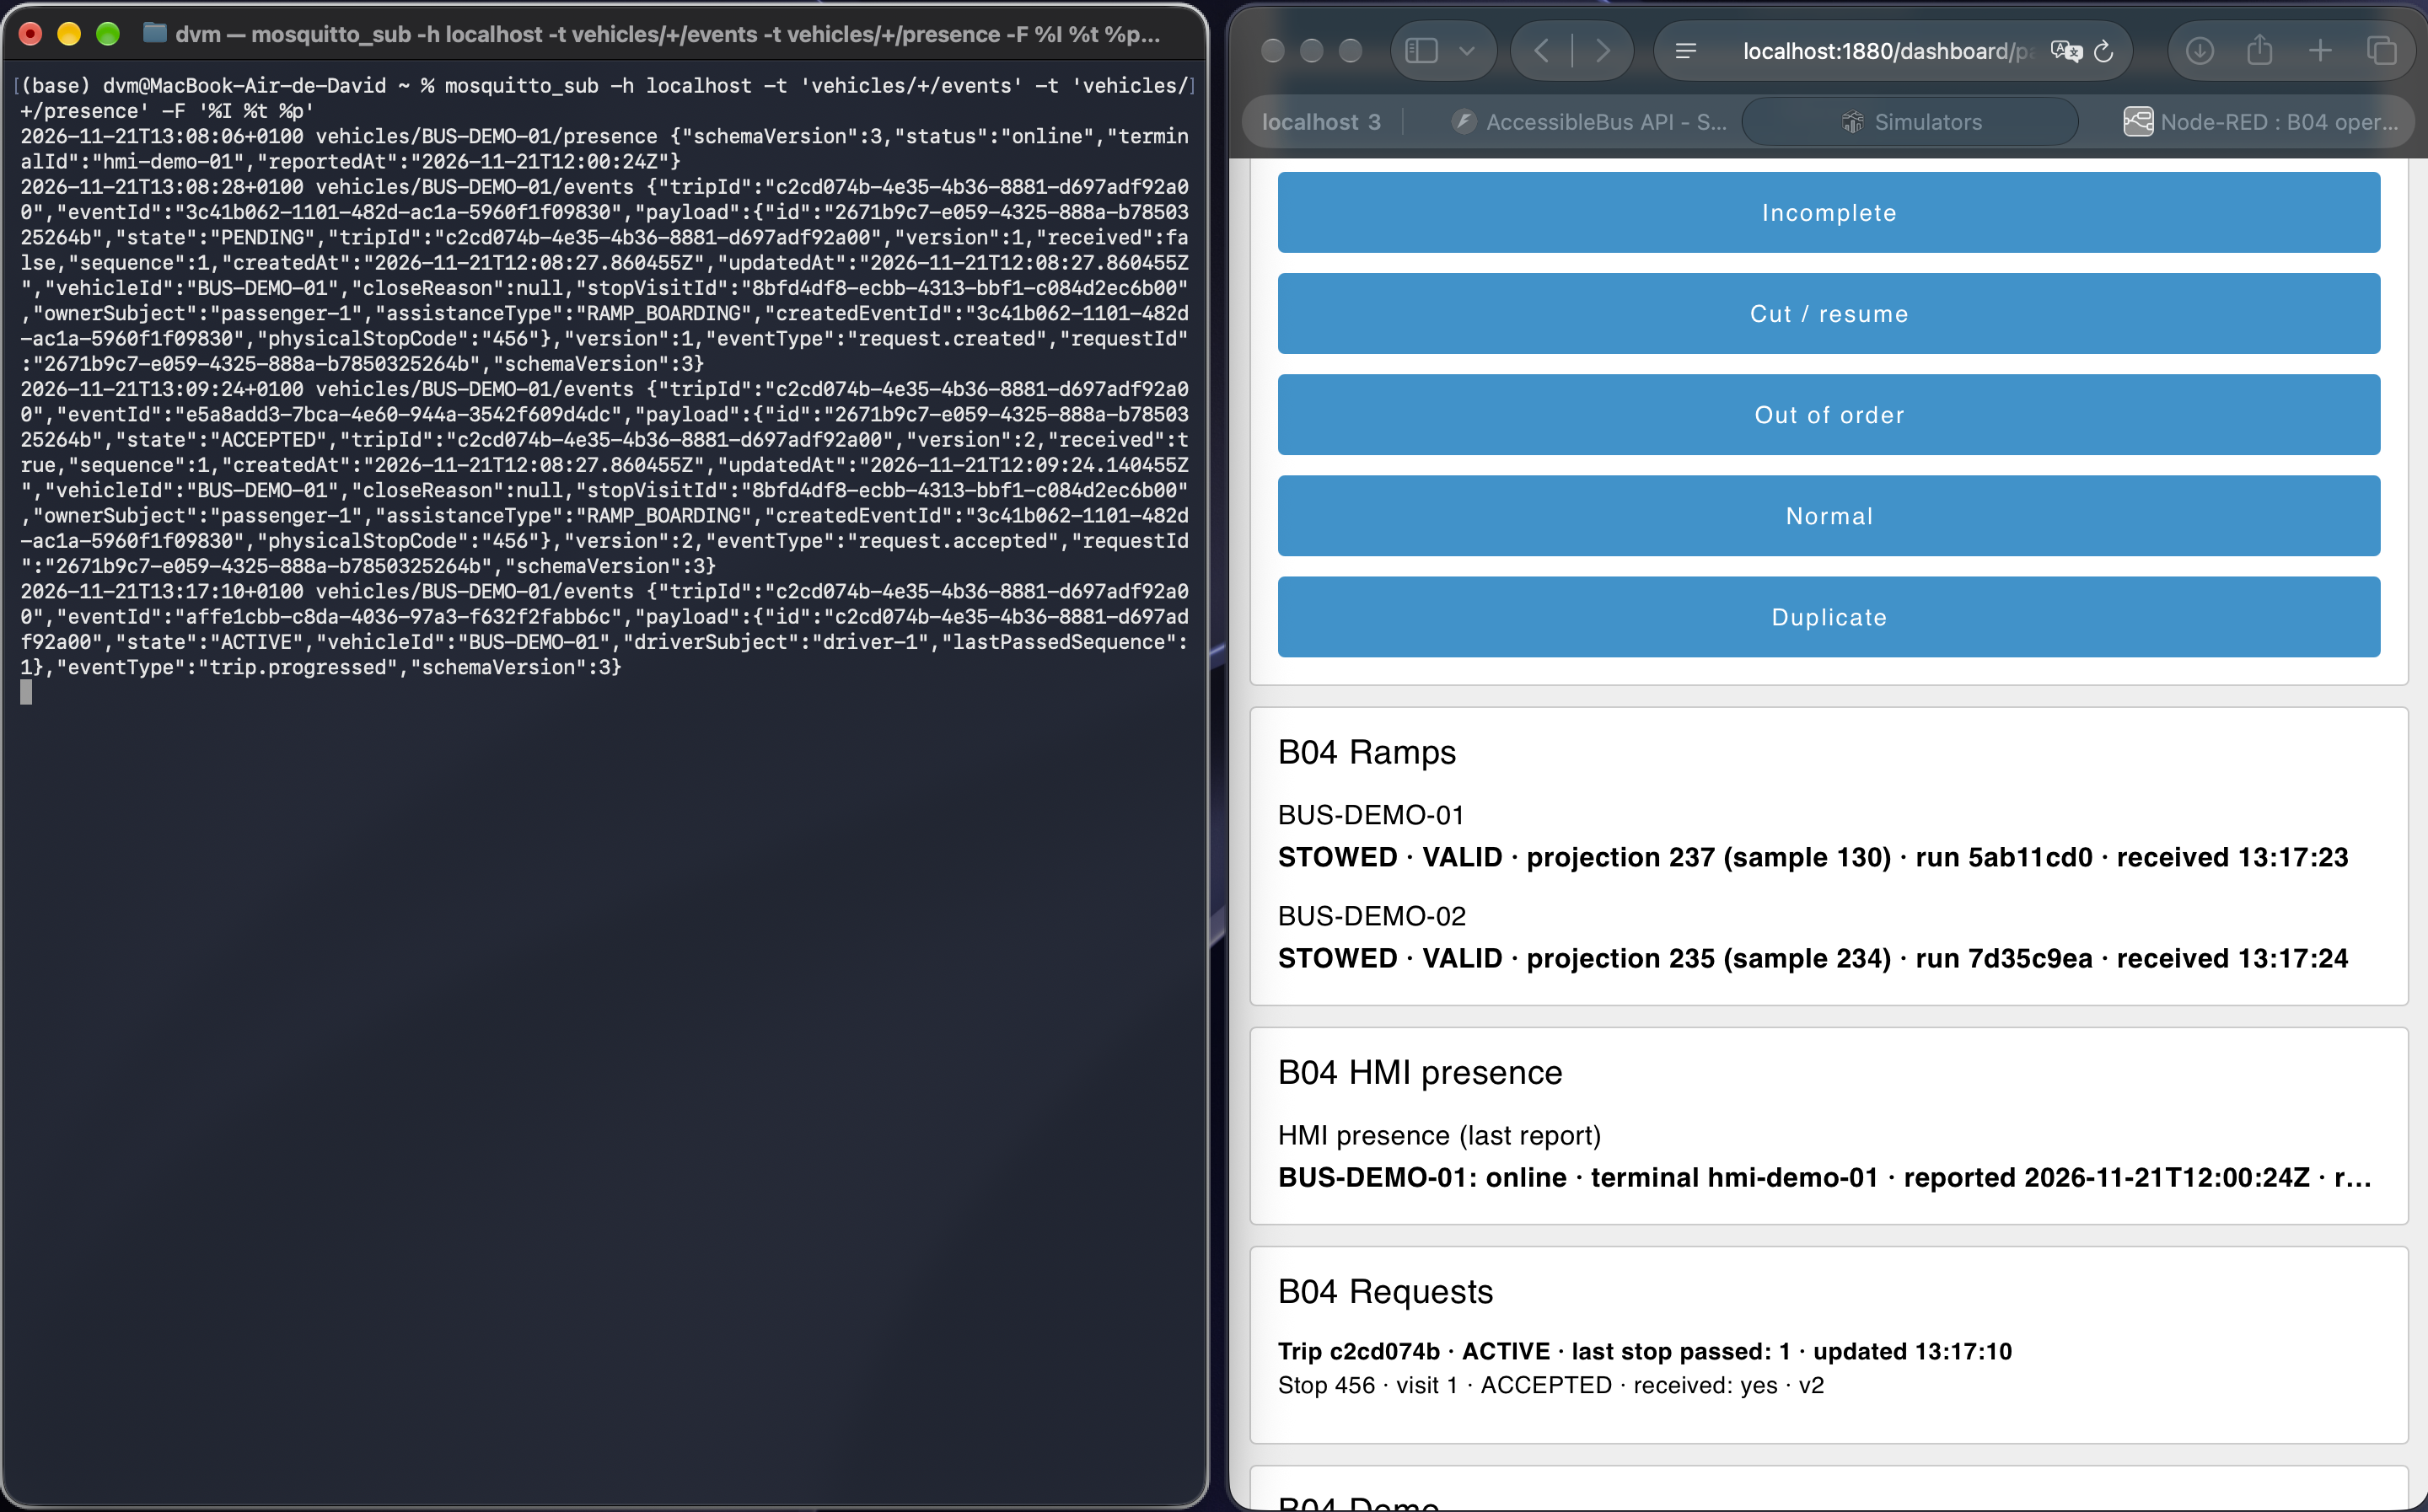 dvm — mosquitto_sub -h localhost -t vehicles/+/events -t vehicles/+/presence -F %I %t %p...
[(base) dvm@MacBook-Air-de-David ~ % mosquitto_sub -h localhost -t 'vehicles/+/events' -t 'vehicles/]
+/presence' -F '%I %t %p'
2026-11-21T13:08:06+0100 vehicles/BUS-DEMO-01/presence {"schemaVersion":3,"status":"online","termin
alId":"hmi-demo-01","reportedAt":"2026-11-21T12:00:24Z"}
2026-11-21T13:08:28+0100 vehicles/BUS-DEMO-01/events {"tripId":"c2cd074b-4e35-4b36-8881-d697adf92a0
0","eventId":"3c41b062-1101-482d-ac1a-5960f1f09830","payload":{"id":"2671b9c7-e059-4325-888a-b78503
25264b","state":"PENDING","tripId":"c2cd074b-4e35-4b36-8881-d697adf92a00","version":1,"received":fa
lse,"sequence":1,"createdAt":"2026-11-21T12:08:27.860455Z","updatedAt":"2026-11-21T12:08:27.860455Z
","vehicleId":"BUS-DEMO-01","closeReason":null,"stopVisitId":"8bfd4df8-ecbb-4313-bbf1-c084d2ec6b00"
,"ownerSubject":"passenger-1","assistanceType":"RAMP_BOARDING","createdEventId":"3c41b062-1101-482d
-ac1a-5960f1f09830","physicalStopCode":"456"},"version":1,"eventType":"request.created","requestId"
:"2671b9c7-e059-4325-888a-b7850325264b","schemaVersion":3}
2026-11-21T13:09:24+0100 vehicles/BUS-DEMO-01/events {"tripId":"c2cd074b-4e35-4b36-8881-d697adf92a0
0","eventId":"e5a8add3-7bca-4e60-944a-3542f609d4dc","payload":{"id":"2671b9c7-e059-4325-888a-b78503
25264b","state":"ACCEPTED","tripId":"c2cd074b-4e35-4b36-8881-d697adf92a00","version":2,"received":t
rue,"sequence":1,"createdAt":"2026-11-21T12:08:27.860455Z","updatedAt":"2026-11-21T12:09:24.140455Z
","vehicleId":"BUS-DEMO-01","closeReason":null,"stopVisitId":"8bfd4df8-ecbb-4313-bbf1-c084d2ec6b00"
,"ownerSubject":"passenger-1","assistanceType":"RAMP_BOARDING","createdEventId":"3c41b062-1101-482d
-ac1a-5960f1f09830","physicalStopCode":"456"},"version":2,"eventType":"request.accepted","requestId
":"2671b9c7-e059-4325-888a-b7850325264b","schemaVersion":3}
2026-11-21T13:17:10+0100 vehicles/BUS-DEMO-01/events {"tripId":"c2cd074b-4e35-4b36-8881-d697adf92a0
0","eventId":"affe1cbb-c8da-4036-97a3-f632f2fabb6c","payload":{"id":"c2cd074b-4e35-4b36-8881-d697ad
f92a00","state":"ACTIVE","vehicleId":"BUS-DEMO-01","driverSubject":"driver-1","lastPassedSequence":
1},"eventType":"trip.progressed","schemaVersion":3}
localhost:1880/dashboard/pa
localhost 3
AccessibleBus API - S...
Simulators
Node-RED : B04 oper...
Incomplete
Cut / resume
Out of order
Normal
Duplicate
B04 Ramps
BUS-DEMO-01
STOWED · VALID · projection 237 (sample 130) · run 5ab11cd0 · received 13:17:23
BUS-DEMO-02
STOWED · VALID · projection 235 (sample 234) · run 7d35c9ea · received 13:17:24
B04 HMI presence
HMI presence (last report)
BUS-DEMO-01: online · terminal hmi-demo-01 · reported 2026-11-21T12:00:24Z · r...
B04 Requests
Trip c2cd074b · ACTIVE · last stop passed: 1 · updated 13:17:10
Stop 456 · visit 1 · ACCEPTED · received: yes · v2
B04 Demo